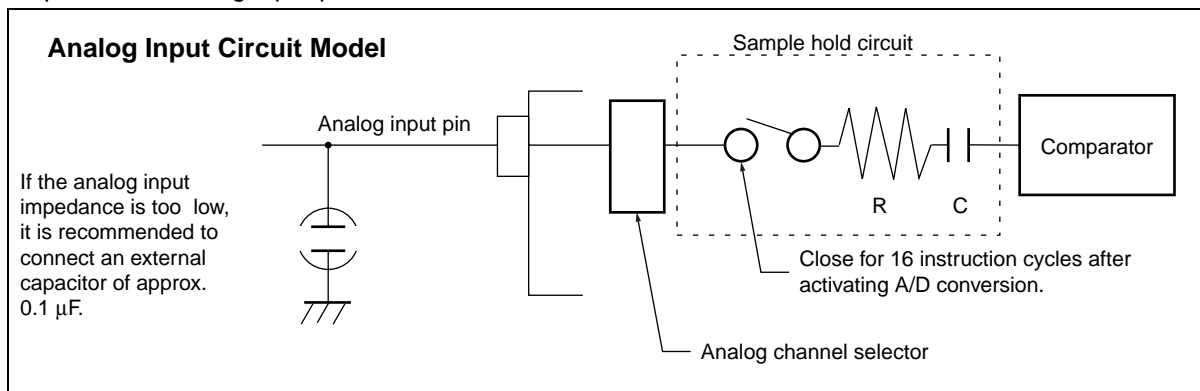 Analog Input Circuit Model
Sample hold circuit
Analog input pin
Comparator
If the analog input
impedance is too low,
it is recommended to
connect an external
capacitor of approx.
0.1 μF.
R
C
Close for 16 instruction cycles after
activating A/D conversion.
Analog channel selector